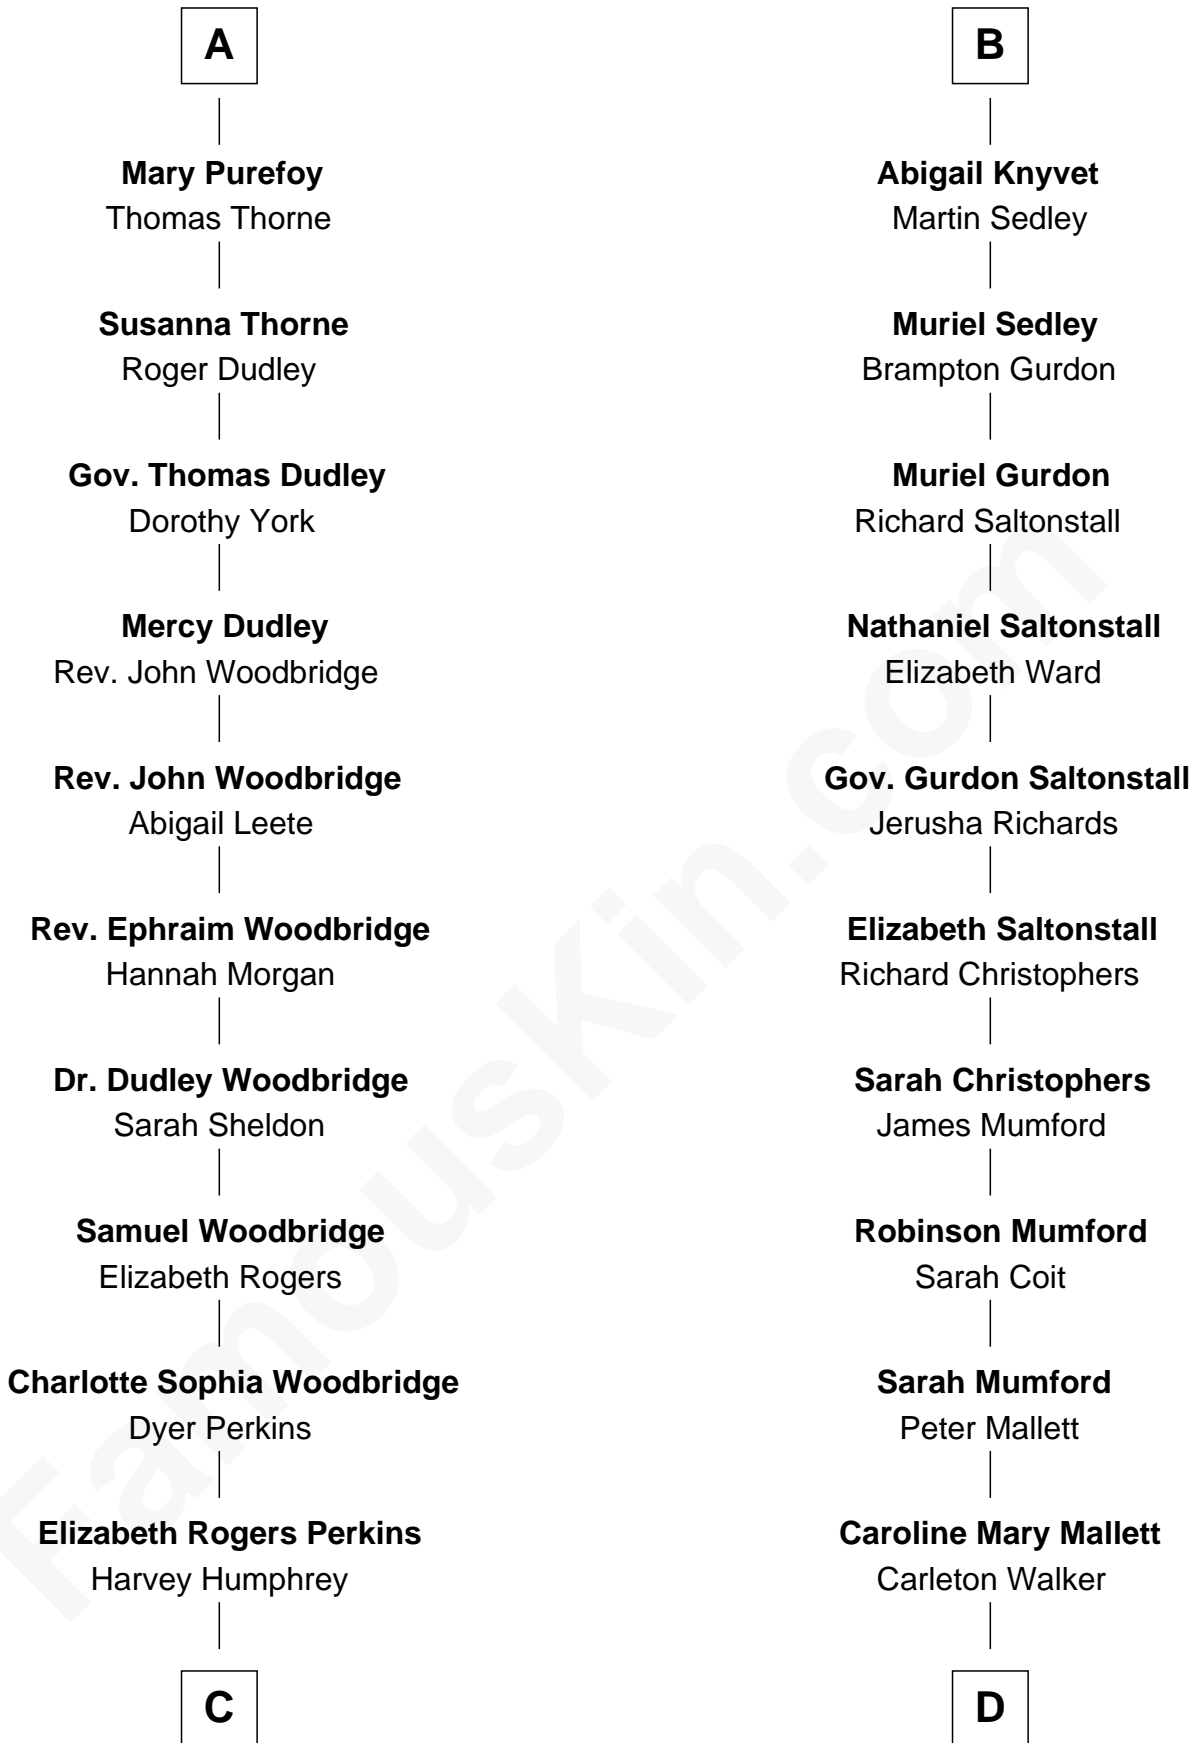 A
Mary Purefoy
Thomas Thorne
Susanna Thorne
Roger Dudley
Gov. Thomas Dudley
Dorothy York
Mercy Dudley
Rev. John Woodbridge
Rev. John Woodbridge
Abigail Leete
Rev. Ephraim Woodbridge
Hannah Morgan
Dr. Dudley Woodbridge
Sarah Sheldon
Samuel Woodbridge
Elizabeth Rogers
Charlotte Sophia Woodbridge
Dyer Perkins
Elizabeth Rogers Perkins
Harvey Humphrey
C
B
Abigail Knyvet
Martin Sedley
Muriel Sedley
Brampton Gurdon
Muriel Gurdon
Richard Saltonstall
Nathaniel Saltonstall
Elizabeth Ward
Gov. Gurdon Saltonstall
Jerusha Richards
Elizabeth Saltonstall
Richard Christophers
Sarah Christophers
James Mumford
Robinson Mumford
Sarah Coit
Sarah Mumford
Peter Mallett
Caroline Mary Mallett
Carleton Walker
D
FamousKin.com